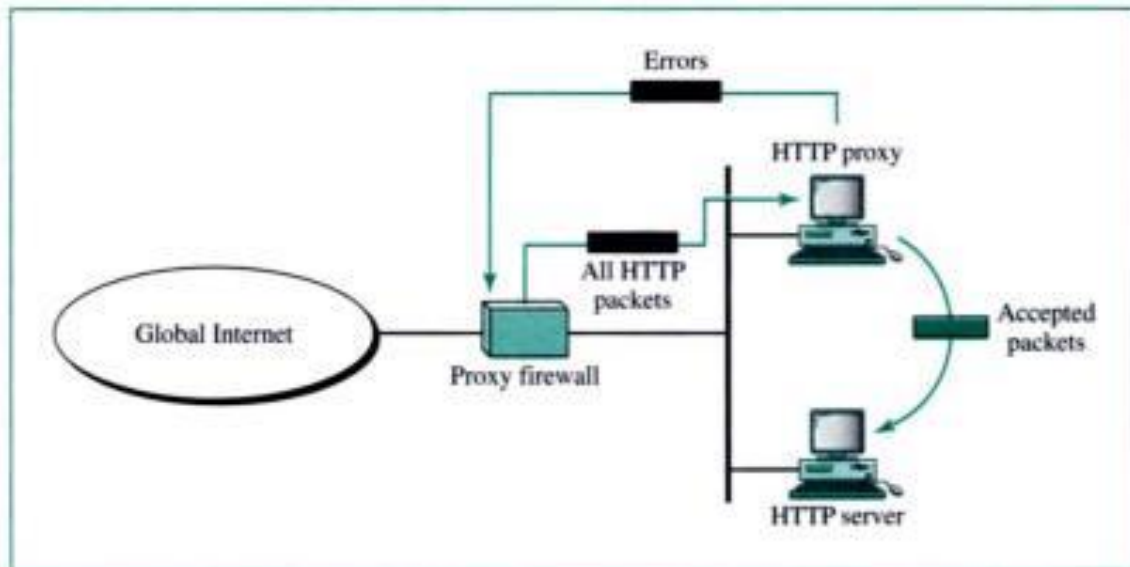 Errors
HTTP proxy
All HTTP
packets
Global Internet
Proxy firewall
Accepted
packets
HTTP server